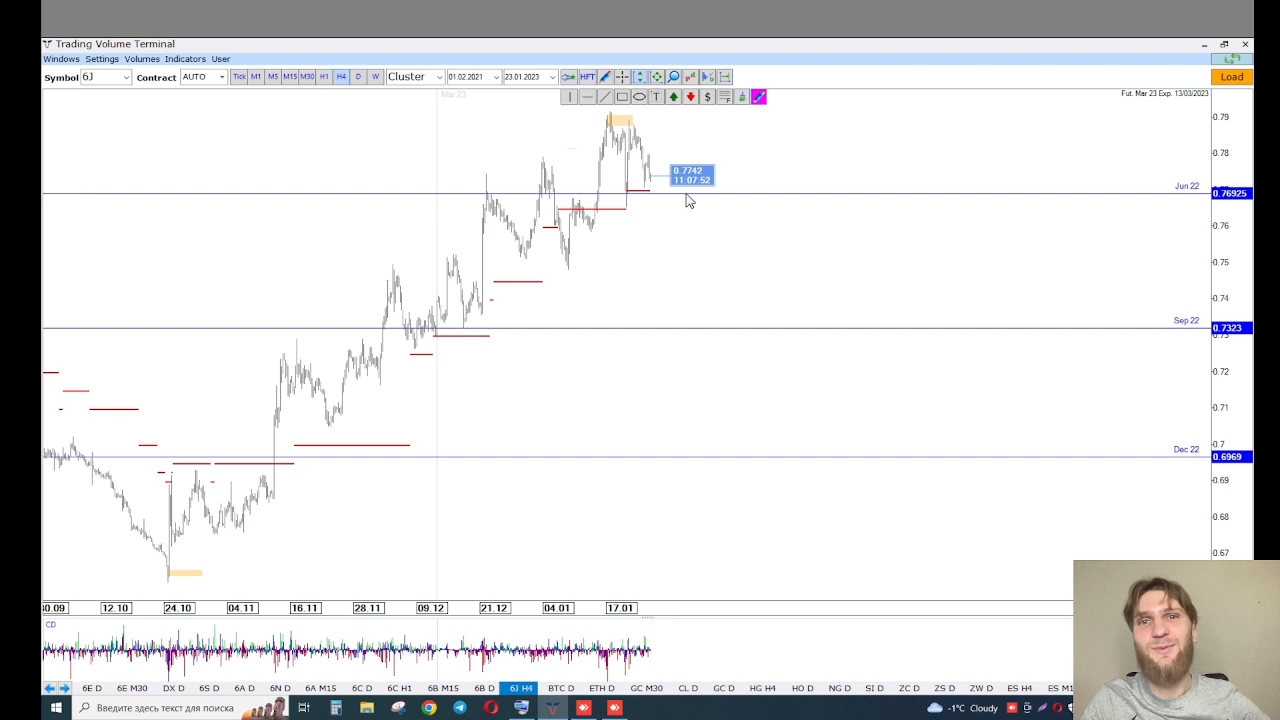 Trading Volume Terminal
Windows Settings Volumes Indicators User
Symbol 6J Contract AUTO Tick M1 M5 M15 M30 H1 H4 D W Cluster 01.02.2021 23.01.2023 HFT Load
T $
Mar 23 Fut. Mar 23 Exp. 13/03/2023
0.79
0.78
0.7742
11:07:52
Jun 22 0.76925
0.76
0.75
0.74
Sep 22 0.7323
0.73
0.72
0.71
0.7
Dec 22 0.6969
0.69
0.68
0.67
30.09 12.10 24.10 04.11 16.11 28.11 09.12 21.12 04.01 17.01
CD
6E D 6E M30 DX D 6S D 6A D 6N D 6A M15 6C D 6C H1 6B M15 6B D 6J H4 BTC D ETH D GC M30 CL D GC D HG H4 HO D NG D SI D ZC D ZS D ZW D ES H4 ES M1
Введите здесь текст для поиска -1°C Cloudy